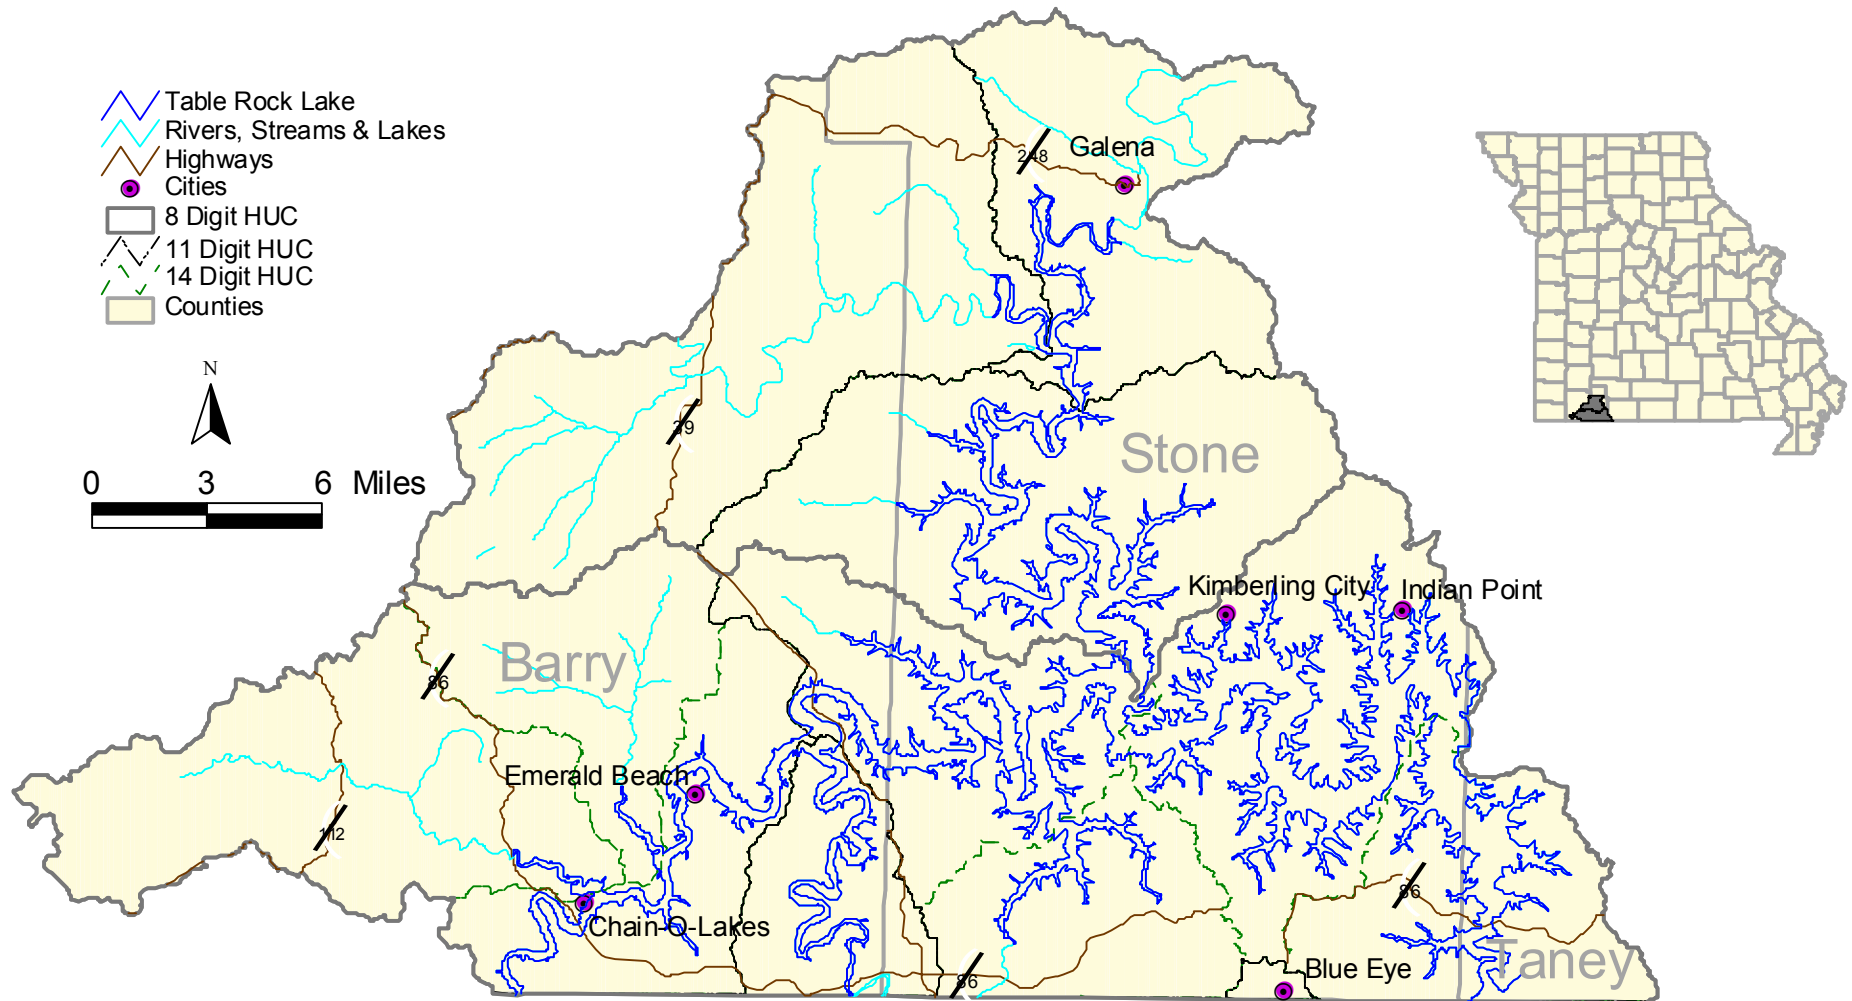 Table Rock Lake
Rivers, Streams & Lakes
Highways
Cities
8 Digit HUC
11 Digit HUC
14 Digit HUC
Counties
N
0 3 6 Miles
248
Galena
39
Stone
Kimberling City
Indian Point
Barry
86
Emerald Beach
112
86
Chain-O-Lakes
Taney
Blue Eye
86